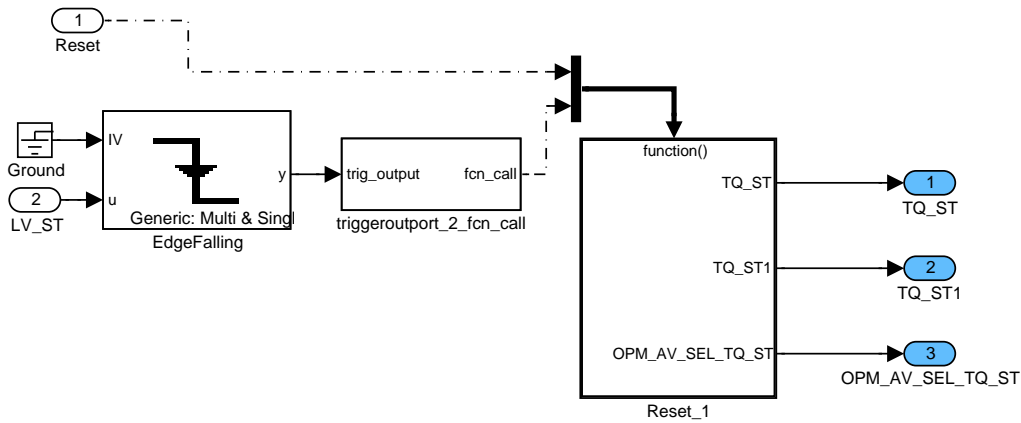 1
Reset
IV
Ground
2
LV_ST
u
y
Generic: Multi & Singl
EdgeFalling
trig_output
fcn_call
triggeroutport_2_fcn_call
function()
TQ_ST
1
TQ_ST
TQ_ST1
2
TQ_ST1
OPM_AV_SEL_TQ_ST
3
OPM_AV_SEL_TQ_ST
Reset_1